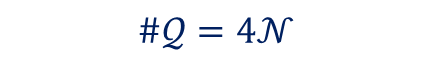 #𝒬 = 4𝒩